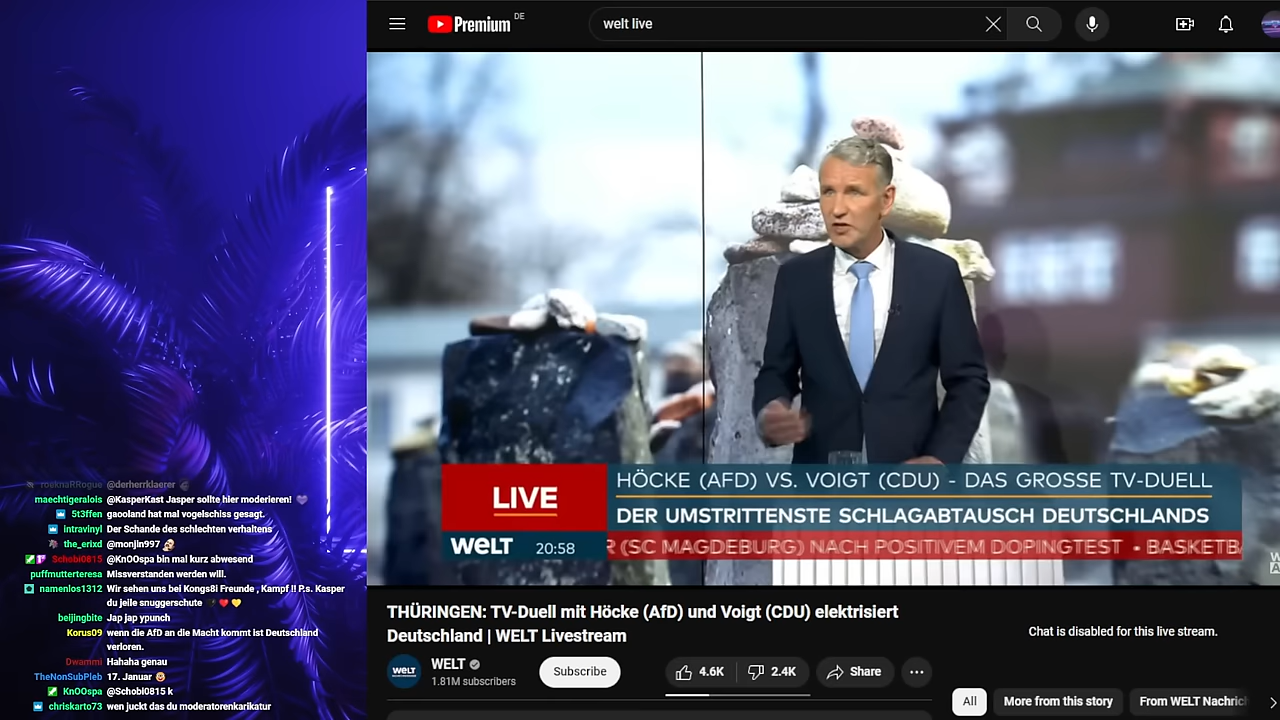 Premium DE
welt live
LIVE
HÖCKE (AFD) VS. VOIGT (CDU) - DAS GROSSE TV-DUELL
DER UMSTRITTENSTE SCHLAGABTAUSCH DEUTSCHLANDS
WELT 20:58
R (SC MAGDEBURG) NACH POSITIVEM DOPINGTEST • BASKETB
THÜRINGEN: TV-Duell mit Höcke (AfD) und Voigt (CDU) elektrisiert
Deutschland | WELT Livestream
Chat is disabled for this live stream.
WELT
WELT
1.81M subscribers
Subscribe
4.6K
2.4K
Share
All
More from this story
From WELT Nachric
roeknaRRogue @derherrklaerer
maechtigeralois @KasperKast Jasper sollte hier moderieren!
5t3ffen gaooland hat mal vogelschiss gesagt.
intravinyl Der Schande des schlechten verhaltens
the_erixd @monjin997
Schobi0815 @KnOOspa bin mal kurz abwesend
puffmutterteresa Missverstanden werden will.
namenlos1312 Wir sehen uns bei Kongs8i Freunde , Kampf !! P.s. Kasper
du jelle snuggerschute
beijingbite Jap jap ypunch
Korus09 wenn die AfD an die Macht kommt ist Deutschland
verloren.
Dwammi Hahaha genau
TheNonSubPleb 17. Januar
KnOOspa @Schobi0815 k
chriskarto73 wen juckt das du moderatorenkarikatur